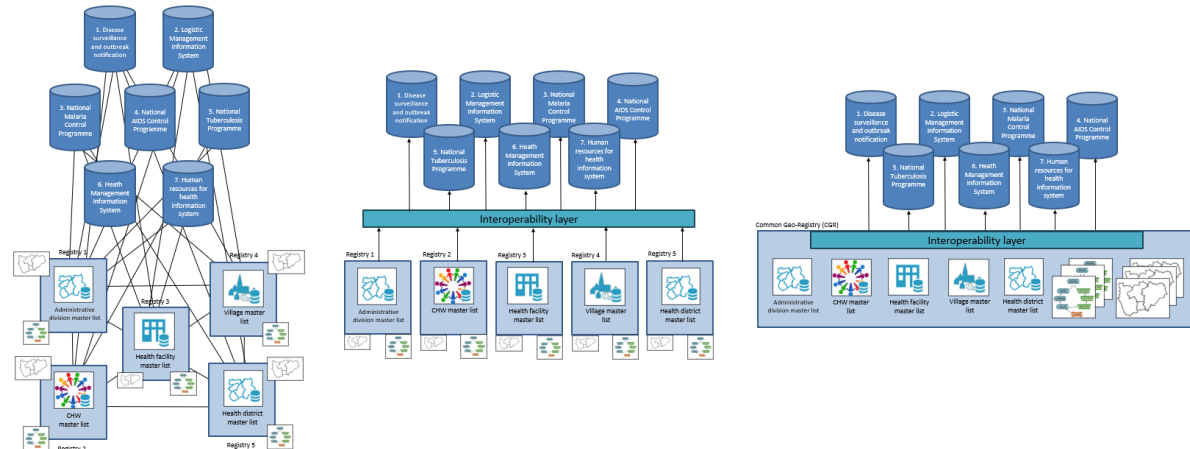 1. Disease
surveillance
and outbreak
notification
2. Logistic
Management
Information
System
3. National
Malaria
Control
Programme
4. National
AIDS Control
Programme
5. National
Tuberculosis
Programme
6. Heath
Management
Information
System
7. Human
resources for
health
information
system
Registry 1
Administrative
division master list
Registry 4
Village master
list
Registry 3
Health facility
master list
CHW
master list
Registry 2
Health district
master list
Registry 5
1. Disease
surveillance
and outbreak
notification
2. Logistic
Management
Information
System
3. National
Malaria
Control
Programme
4. National
AIDS Control
Programme
5. National
Tuberculosis
Programme
6. Heath
Management
Information
System
7. Human
resources for
health
information
system
Interoperability layer
Registry 1
Registry 2
Registry 3
Registry 4
Registry 5
Administrative
division master list
CHW master list
Health facility
master list
Village master
list
Health district
master list
1. Disease
surveillance
and outbreak
notification
2. Logistic
Management
Information
System
3. National
Malaria
Control
Programme
4. National
AIDS Control
Programme
5. National
Tuberculosis
Programme
6. Heath
Management
Information
System
7. Human
resources for
health
information
system
Common Geo-Registry (CGR)
Interoperability layer
Administrative
division master list
CHW master
list
Health facility
master list
Village master
list
Health district
master list